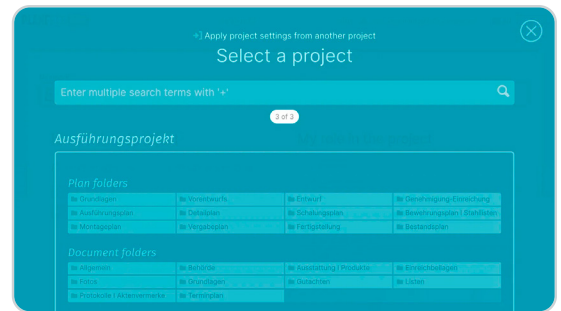 Apply project settings from another project
Select a project
Enter multiple search terms with '+'
3 of 3
Ausführungsprojekt
Plan folders
Grundlagen Vorentwurfs Entwurf Genehmigung-Einreichung
Ausführungsplan Detailplan Schalungsplan Bewehrungsplan | Stahllisten
Montageplan Vergabeplan Fertigstellung Bestandsplan
Document folders
Allgemein Behörde Ausstattung | Produkte
Fotos Grundlagen Gutachten Listen
Protokolle | Aktenvermerke Terminplan